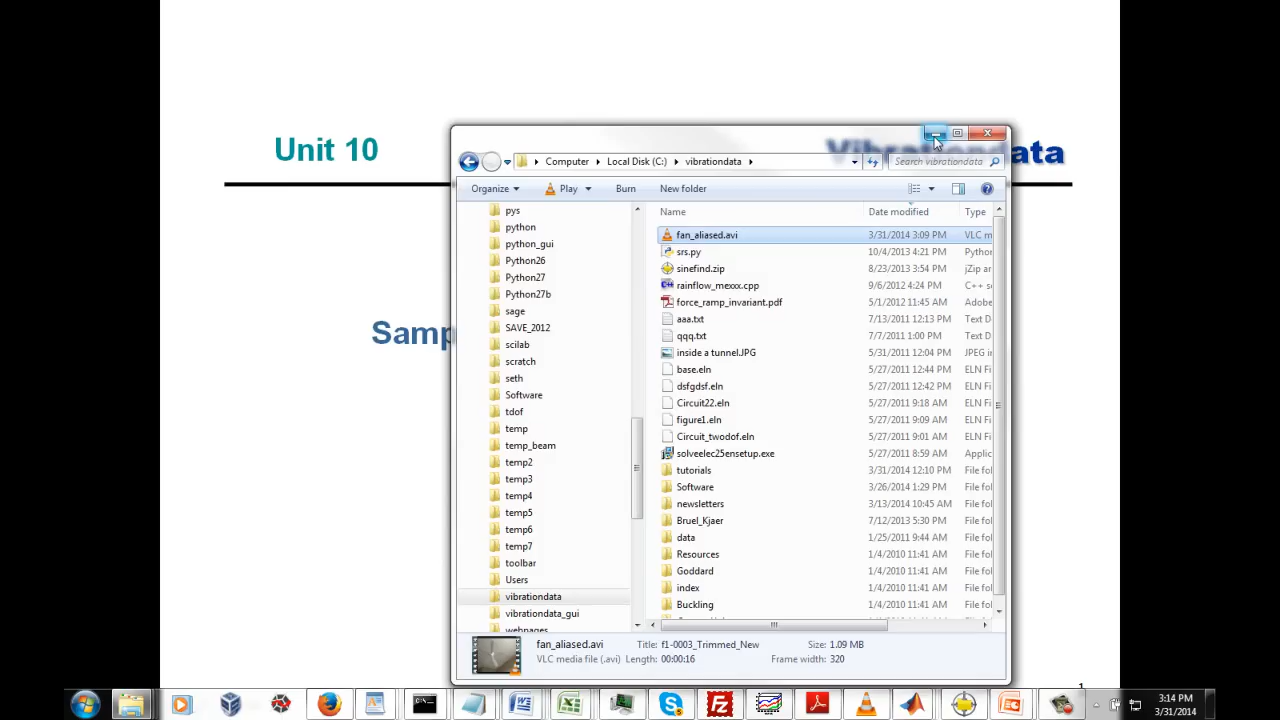 Unit 10
Vibrationdata
Samp
Computer
Local Disk (C:)
vibrationdata
Search vibrationdata
Organize
Play
Burn
New folder
pys
python
python_gui
Python26
Python27
Python27b
sage
SAVE_2012
scilab
scratch
seth
Software
tdof
temp
temp_beam
temp2
temp3
temp4
temp5
temp6
temp7
toolbar
Users
vibrationdata
vibrationdata_gui
webpages
Name Date modified Type
fan_aliased.avi 3/31/2014 3:09 PM VLC m
srs.py 10/4/2013 4:21 PM Python
sinefind.zip 8/23/2013 3:54 PM jZip ar
rainflow_mexxx.cpp 9/6/2012 4:24 PM C++ s
force_ramp_invariant.pdf 5/1/2012 11:45 AM Adobe
aaa.txt 7/13/2011 12:13 PM Text D
qqq.txt 7/7/2011 1:00 PM Text D
inside a tunnel.JPG 5/31/2011 12:04 PM JPEG i
base.eln 5/27/2011 12:44 PM ELN Fi
dsfgdsf.eln 5/27/2011 12:42 PM ELN Fi
Circuit22.eln 5/27/2011 9:18 AM ELN Fi
figure1.eln 5/27/2011 9:09 AM ELN Fi
Circuit_twodof.eln 5/27/2011 9:01 AM ELN Fi
solveelec25ensetup.exe 5/27/2011 8:59 AM Applic
tutorials 3/31/2014 12:10 PM File fol
Software 3/26/2014 1:29 PM File fol
newsletters 3/13/2014 10:45 AM File fol
Bruel_Kjaer 7/12/2013 5:30 PM File fol
data 1/25/2011 9:44 AM File fol
Resources 1/4/2010 11:41 AM File fol
Goddard 1/4/2010 11:41 AM File fol
index 1/4/2010 11:41 AM File fol
Buckling 1/4/2010 11:41 AM File fol
fan_aliased.avi Title: f1-0003_Trimmed_New Size: 1.09 MB
VLC media file (.avi) Length: 00:00:16 Frame width: 320
1
3:14 PM
3/31/2014